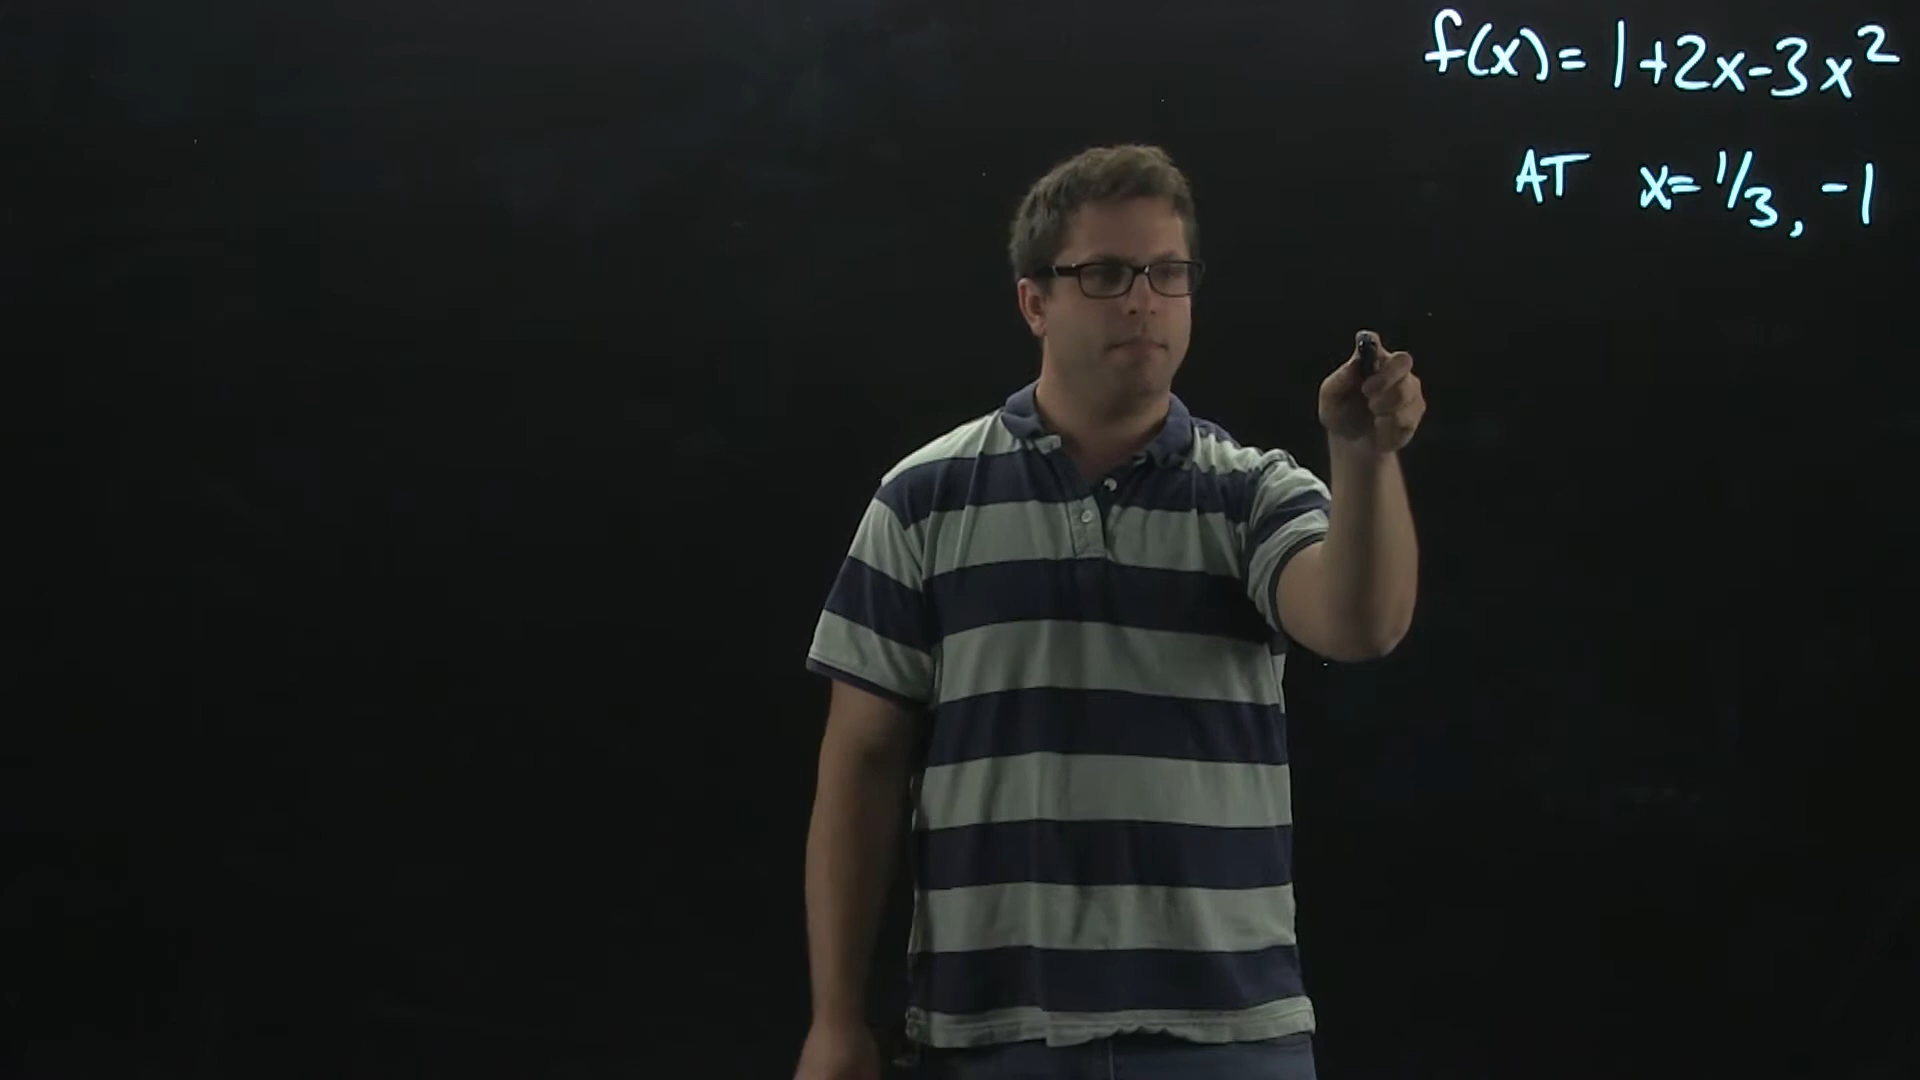 f(x)= 1+2x-3x²
AT x=1/3, -1